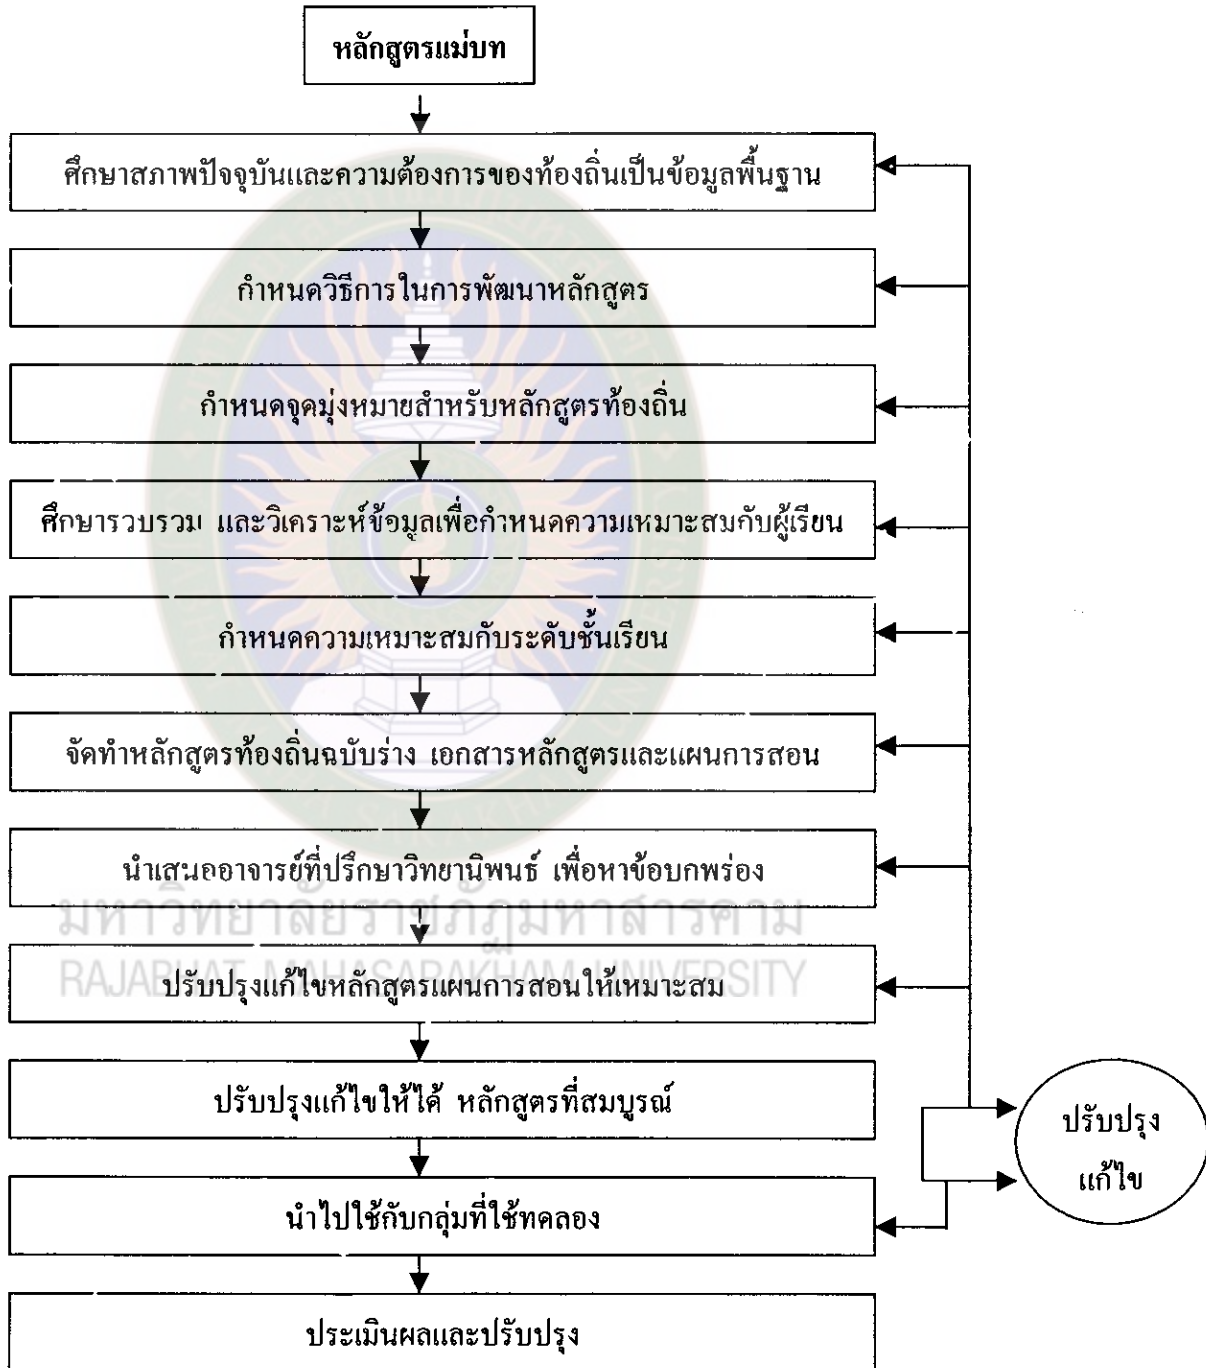 หลักสูตรแม่บท
ศึกษาสภาพปัจจุบันและความต้องการของท้องถิ่นเป็นข้อมูลพื้นฐาน
กำหนดวิธีการในการพัฒนาหลักสูตร
กำหนดจุดมุ่งหมายสำหรับหลักสูตรท้องถิ่น
ศึกษารวบรวม และวิเคราะห์ข้อมูลเพื่อกำหนดความเหมาะสมกับผู้เรียน
กำหนดความเหมาะสมกับระดับชั้นเรียน
จัดทำหลักสูตรท้องถิ่นฉบับร่าง เอกสารหลักสูตรและแผนการสอน
นำเสนออาจารย์ที่ปรึกษาวิทยานิพนธ์ เพื่อหาข้อบกพร่อง
มหาวิทยาลัยราชภัฏมหาสารคาม
RAJABHAT MAHASARAKHAM UNIVERSITY
ปรับปรุงแก้ไขหลักสูตรแผนการสอนให้เหมาะสม
ปรับปรุงแก้ไขให้ได้ หลักสูตรที่สมบูรณ์
ปรับปรุง
แก้ไข
นำไปใช้กับกลุ่มที่ใช้ทดลอง
ประเมินผลและปรับปรุง